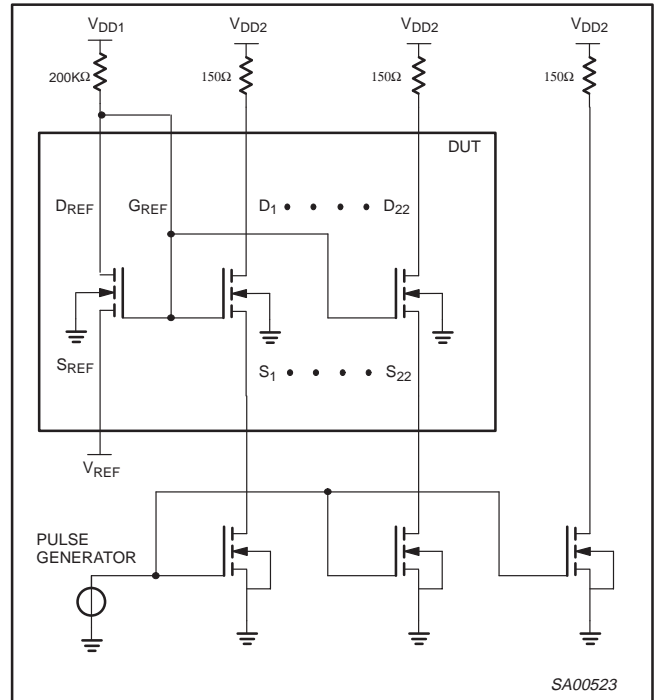 VDD1 VDD2 VDD2 VDD2
200KΩ 150Ω 150Ω 150Ω
DUT
DREF GREF D1 • • • • D22
SREF S1 • • • • S22
VREF
PULSE
GENERATOR
SA00523